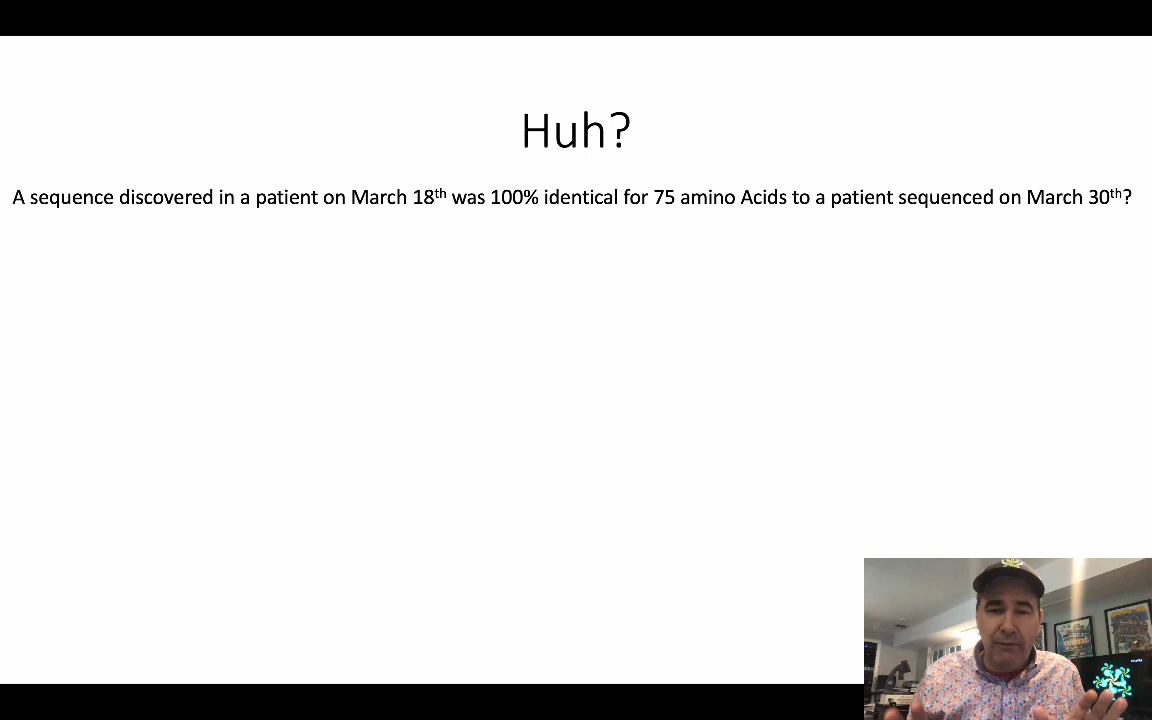 Huh?
A sequence discovered in a patient on March 18th was 100% identical for 75 amino Acids to a patient sequenced on March 30th?